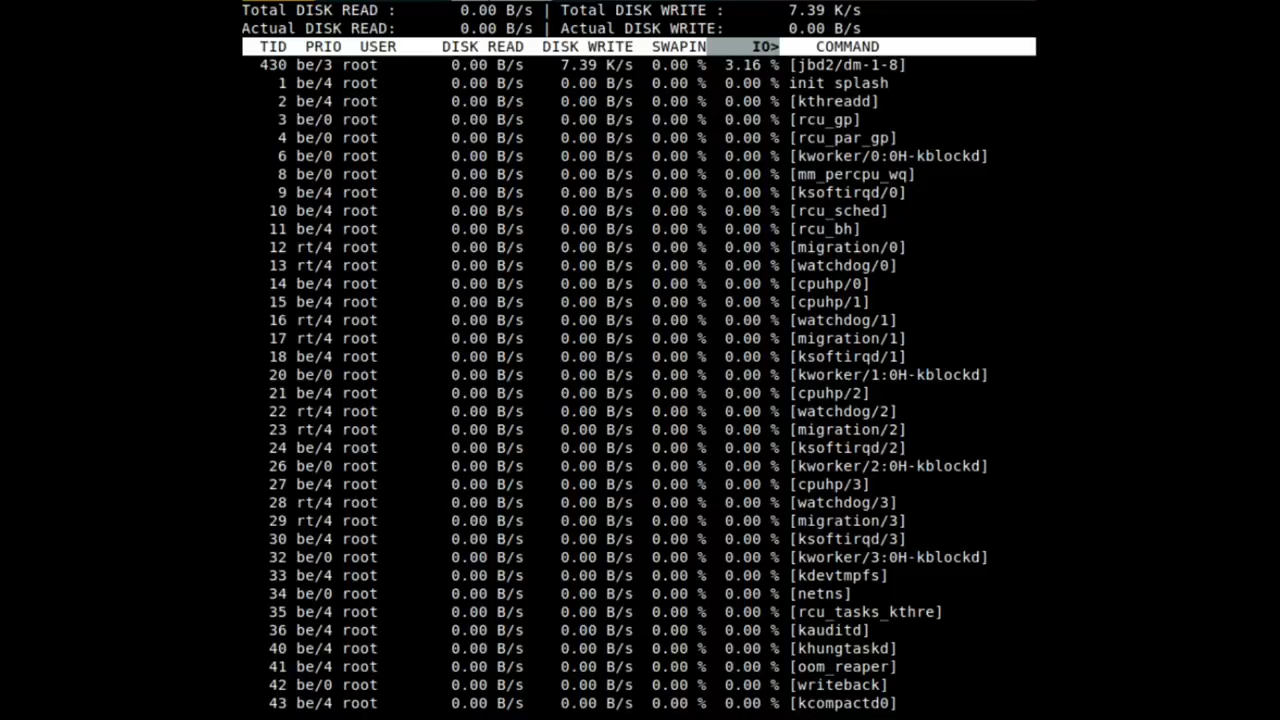 Total DISK READ :       0.00 B/s | Total DISK WRITE :       7.39 K/s
Actual DISK READ:       0.00 B/s | Actual DISK WRITE:       0.00 B/s
TID  PRIO  USER     DISK READ  DISK WRITE  SWAPIN     IO>    COMMAND
430 be/3 root        0.00 B/s    7.39 K/s  0.00 %  3.16 % [jbd2/dm-1-8]
1 be/4 root        0.00 B/s    0.00 B/s  0.00 %  0.00 % init splash
2 be/4 root        0.00 B/s    0.00 B/s  0.00 %  0.00 % [kthreadd]
3 be/0 root        0.00 B/s    0.00 B/s  0.00 %  0.00 % [rcu_gp]
4 be/0 root        0.00 B/s    0.00 B/s  0.00 %  0.00 % [rcu_par_gp]
6 be/0 root        0.00 B/s    0.00 B/s  0.00 %  0.00 % [kworker/0:0H-kblockd]
8 be/0 root        0.00 B/s    0.00 B/s  0.00 %  0.00 % [mm_percpu_wq]
9 be/4 root        0.00 B/s    0.00 B/s  0.00 %  0.00 % [ksoftirqd/0]
10 be/4 root        0.00 B/s    0.00 B/s  0.00 %  0.00 % [rcu_sched]
11 be/4 root        0.00 B/s    0.00 B/s  0.00 %  0.00 % [rcu_bh]
12 rt/4 root        0.00 B/s    0.00 B/s  0.00 %  0.00 % [migration/0]
13 rt/4 root        0.00 B/s    0.00 B/s  0.00 %  0.00 % [watchdog/0]
14 be/4 root        0.00 B/s    0.00 B/s  0.00 %  0.00 % [cpuhp/0]
15 be/4 root        0.00 B/s    0.00 B/s  0.00 %  0.00 % [cpuhp/1]
16 rt/4 root        0.00 B/s    0.00 B/s  0.00 %  0.00 % [watchdog/1]
17 rt/4 root        0.00 B/s    0.00 B/s  0.00 %  0.00 % [migration/1]
18 be/4 root        0.00 B/s    0.00 B/s  0.00 %  0.00 % [ksoftirqd/1]
20 be/0 root        0.00 B/s    0.00 B/s  0.00 %  0.00 % [kworker/1:0H-kblockd]
21 be/4 root        0.00 B/s    0.00 B/s  0.00 %  0.00 % [cpuhp/2]
22 rt/4 root        0.00 B/s    0.00 B/s  0.00 %  0.00 % [watchdog/2]
23 rt/4 root        0.00 B/s    0.00 B/s  0.00 %  0.00 % [migration/2]
24 be/4 root        0.00 B/s    0.00 B/s  0.00 %  0.00 % [ksoftirqd/2]
26 be/0 root        0.00 B/s    0.00 B/s  0.00 %  0.00 % [kworker/2:0H-kblockd]
27 be/4 root        0.00 B/s    0.00 B/s  0.00 %  0.00 % [cpuhp/3]
28 rt/4 root        0.00 B/s    0.00 B/s  0.00 %  0.00 % [watchdog/3]
29 rt/4 root        0.00 B/s    0.00 B/s  0.00 %  0.00 % [migration/3]
30 be/4 root        0.00 B/s    0.00 B/s  0.00 %  0.00 % [ksoftirqd/3]
32 be/0 root        0.00 B/s    0.00 B/s  0.00 %  0.00 % [kworker/3:0H-kblockd]
33 be/4 root        0.00 B/s    0.00 B/s  0.00 %  0.00 % [kdevtmpfs]
34 be/0 root        0.00 B/s    0.00 B/s  0.00 %  0.00 % [netns]
35 be/4 root        0.00 B/s    0.00 B/s  0.00 %  0.00 % [rcu_tasks_kthre]
36 be/4 root        0.00 B/s    0.00 B/s  0.00 %  0.00 % [kauditd]
40 be/4 root        0.00 B/s    0.00 B/s  0.00 %  0.00 % [khungtaskd]
41 be/4 root        0.00 B/s    0.00 B/s  0.00 %  0.00 % [oom_reaper]
42 be/0 root        0.00 B/s    0.00 B/s  0.00 %  0.00 % [writeback]
43 be/4 root        0.00 B/s    0.00 B/s  0.00 %  0.00 % [kcompactd0]